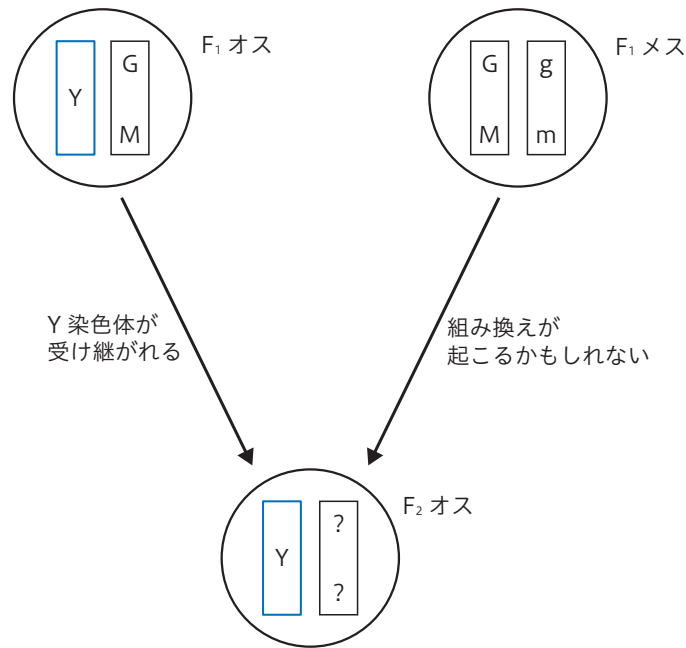 F₁ オス
Y
G
M
F₁ メス
G
M
g
m
Y 染色体が
受け継がれる
組み換えが
起こるかもしれない
F₂ オス
Y
?
?